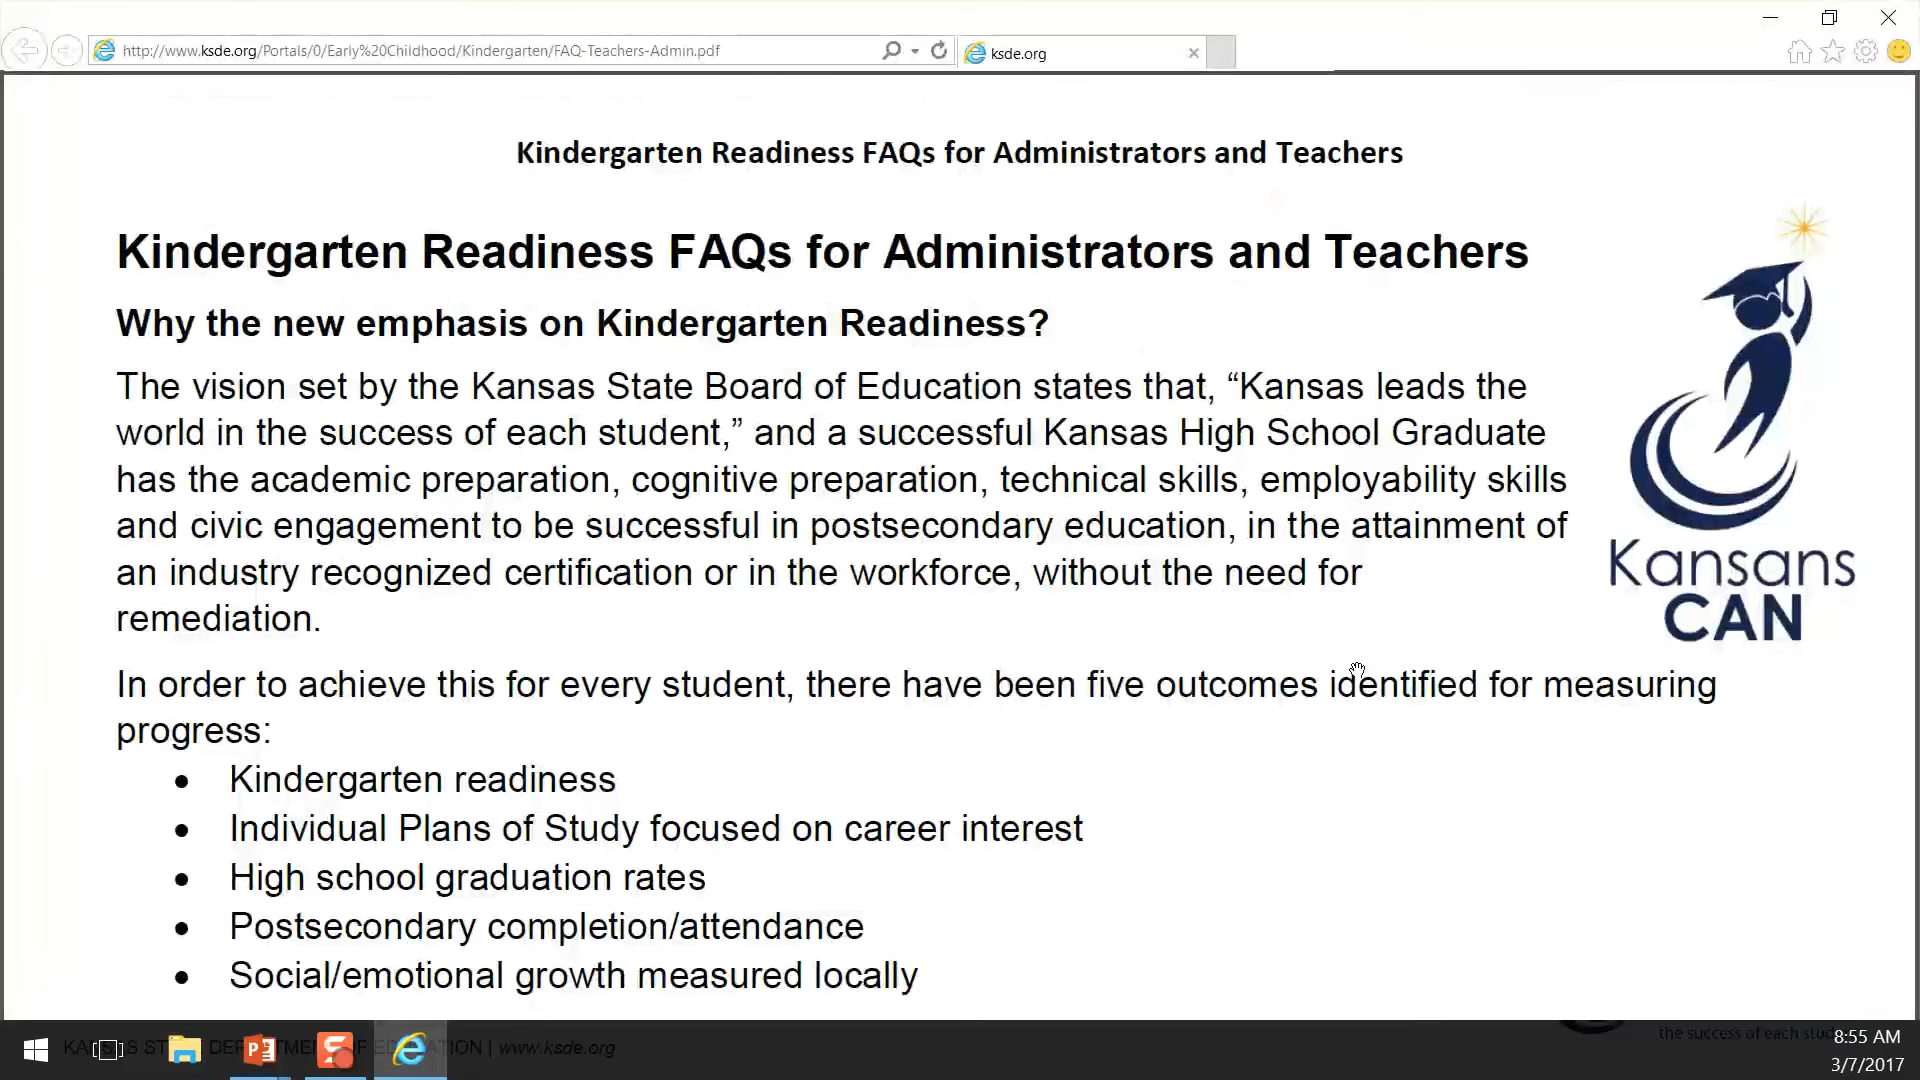 http://www.ksde.org/Portals/0/Early%20Childhood/Kindergarten/FAQ-Teachers-Admin.pdf
ksde.org
Kindergarten Readiness FAQs for Administrators and Teachers
Kindergarten Readiness FAQs for Administrators and Teachers
Why the new emphasis on Kindergarten Readiness?
The vision set by the Kansas State Board of Education states that, “Kansas leads the
world in the success of each student,” and a successful Kansas High School Graduate
has the academic preparation, cognitive preparation, technical skills, employability skills
and civic engagement to be successful in postsecondary education, in the attainment of
an industry recognized certification or in the workforce, without the need for
remediation.
Kansans
CAN
In order to achieve this for every student, there have been five outcomes identified for measuring
progress:
• Kindergarten readiness
• Individual Plans of Study focused on career interest
• High school graduation rates
• Postsecondary completion/attendance
• Social/emotional growth measured locally
www.ksde.org
the success of each
8:55 AM
3/7/2017